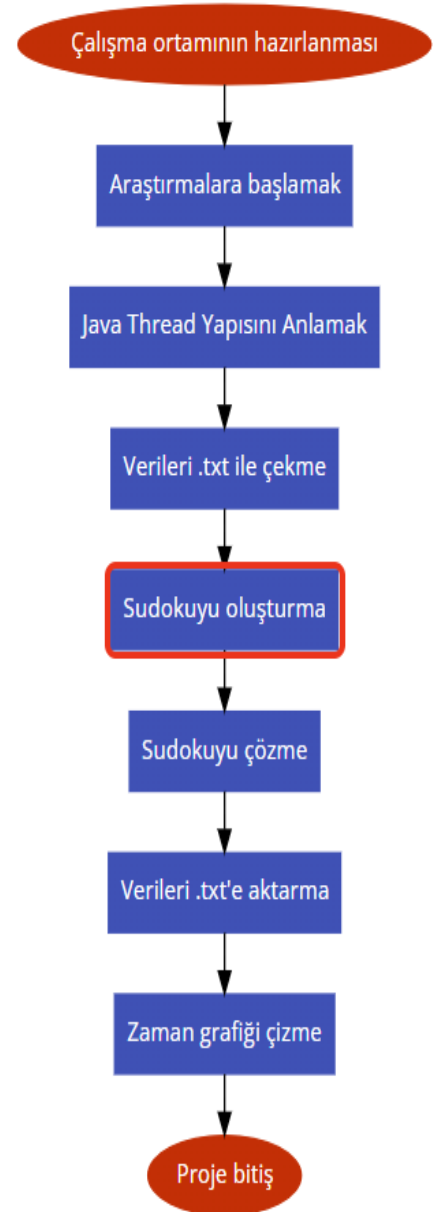 Çalışma ortamının hazırlanması
Araştırmalara başlamak
Java Thread Yapısını Anlamak
Verileri .txt ile çekme
Sudokuyu oluşturma
Sudokuyu çözme
Verileri .txt'e aktarma
Zaman grafiği çizme
Proje bitiş